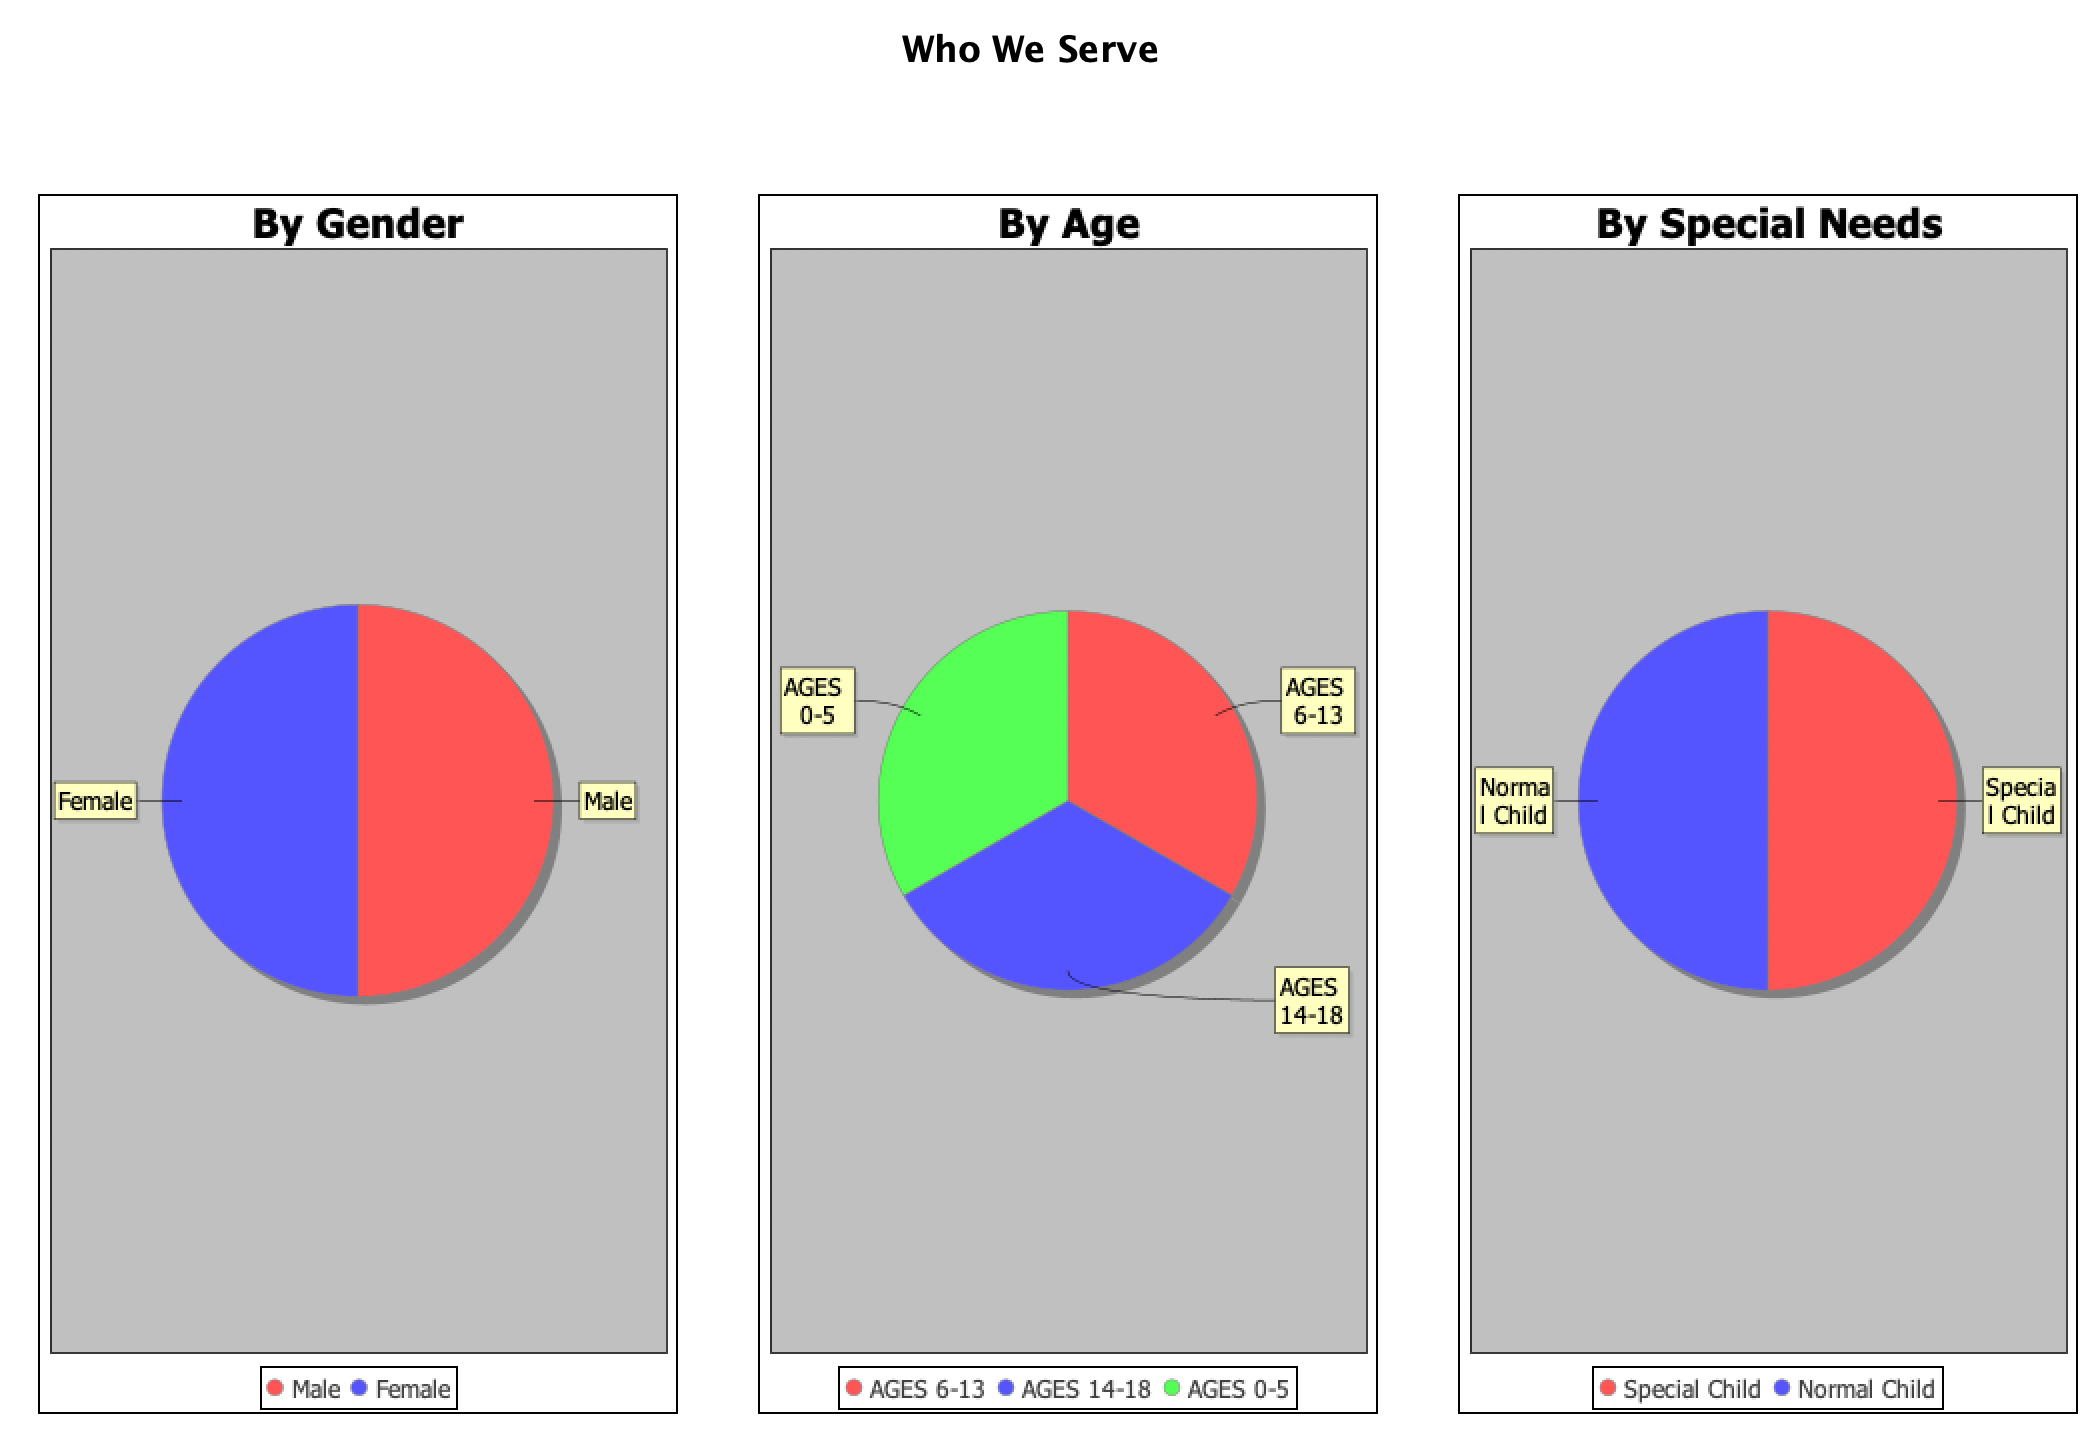 Who We Serve
By Gender
Female
Male
Male Female
By Age
AGES
0-5
AGES
6-13
AGES
14-18
AGES 6-13 AGES 14-18 AGES 0-5
By Special Needs
Norma
l Child
Specia
l Child
Special Child Normal Child